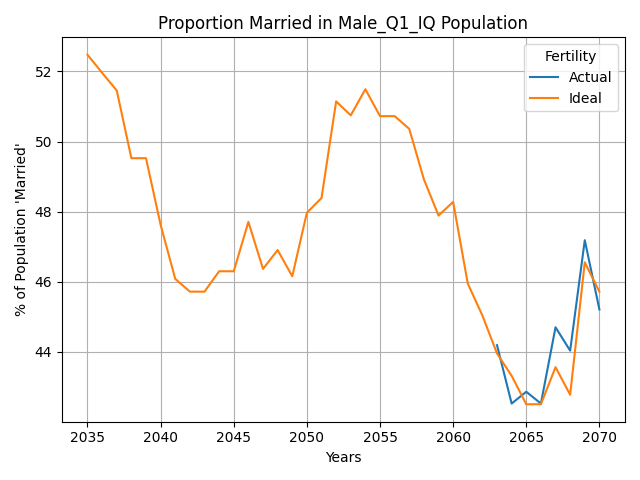 Proportion Married in Male_Q1_IQ Population
Fertility
Actual
Ideal
% of Population 'Married'
52
50
48
46
44
2035 2040 2045 2050 2055 2060 2065 2070
Years